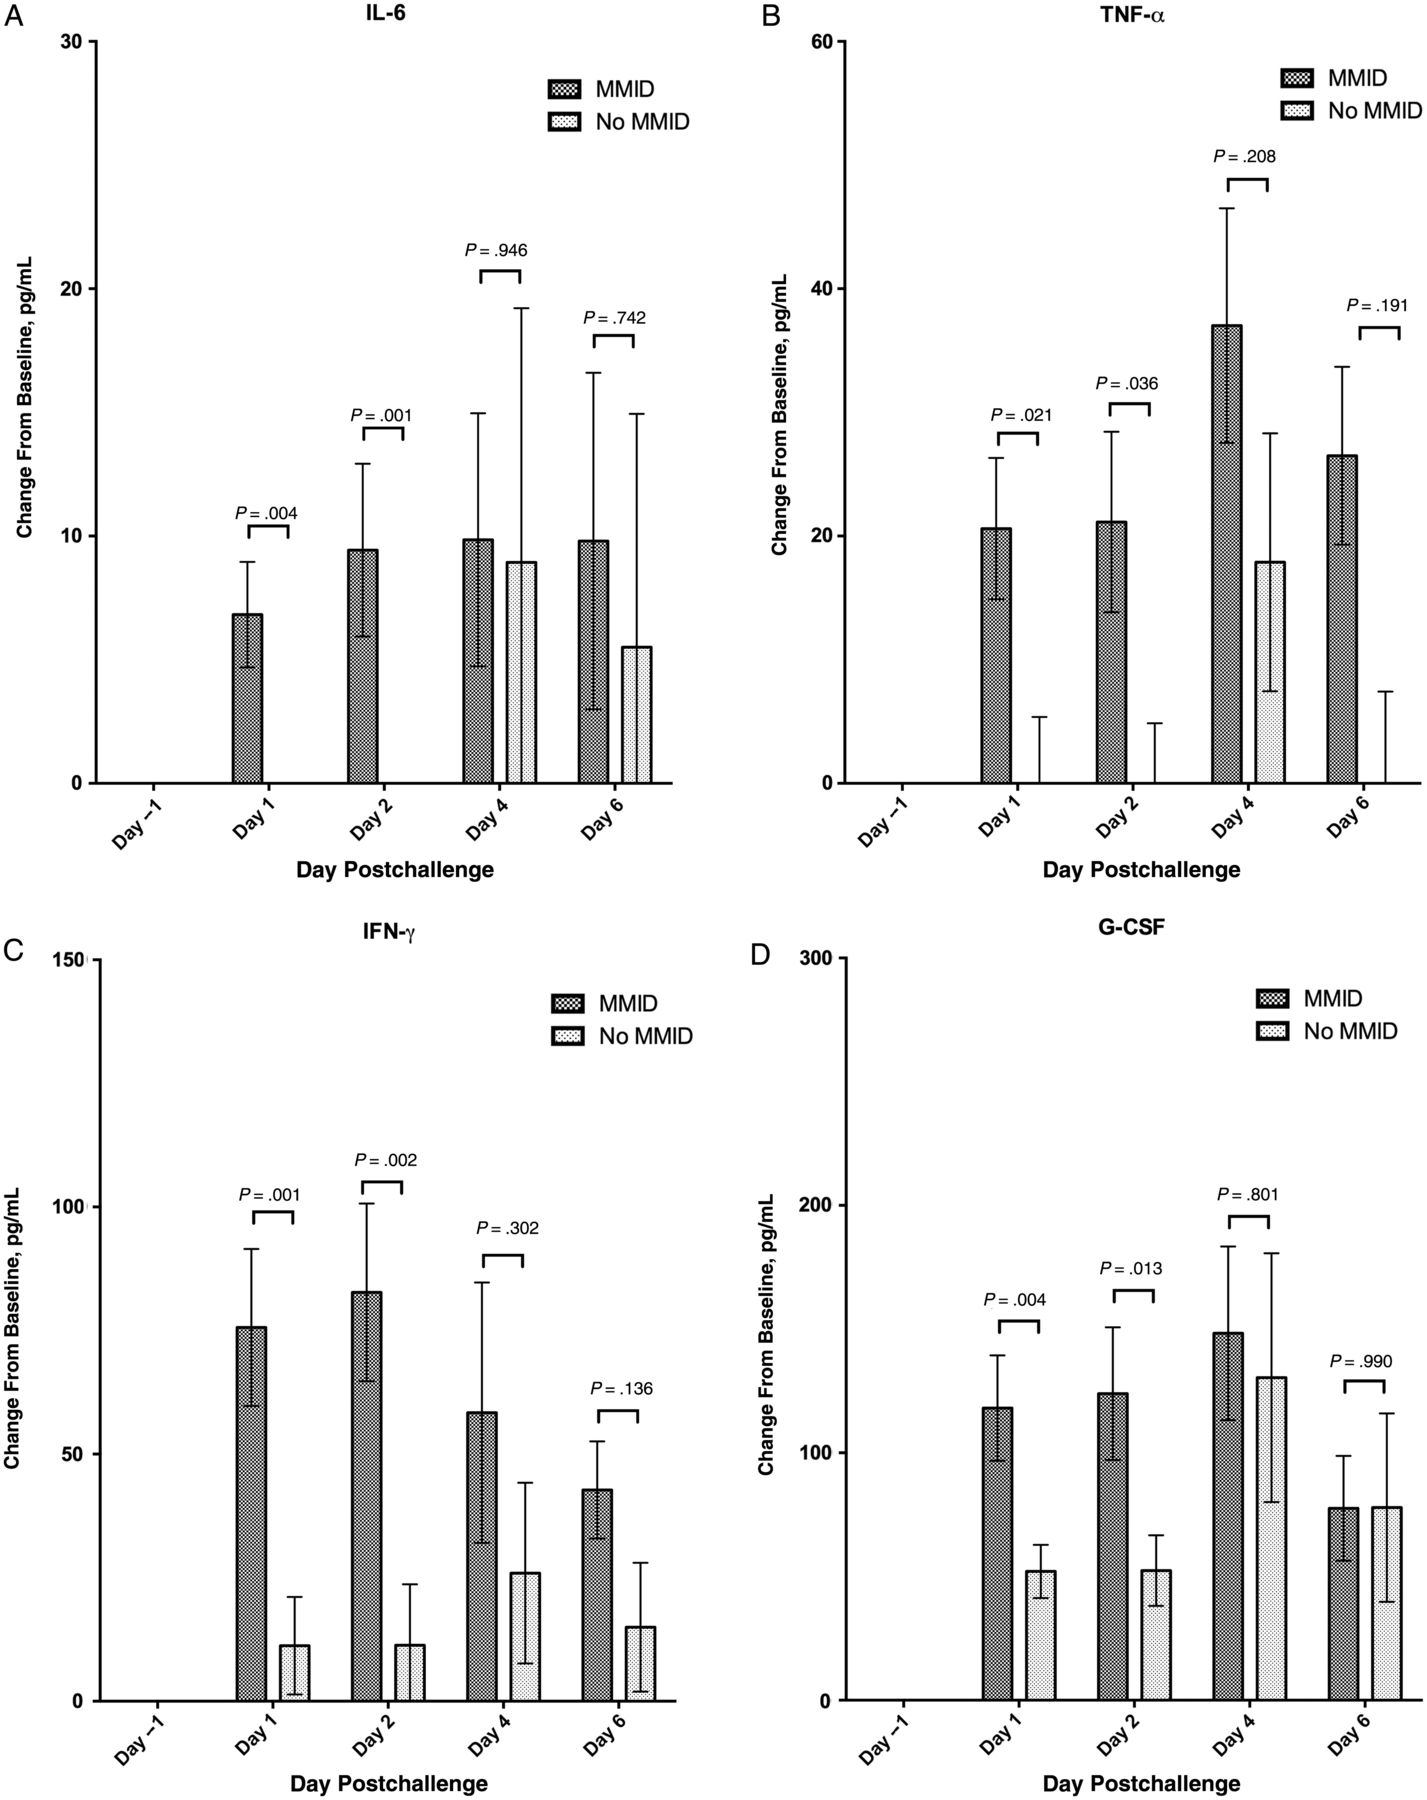 A
IL-6
30
20
10
0
Change From Baseline, pg/mL
MMID
No MMID
P = .004
P = .001
P = .946
P = .742
Day –1
Day 1
Day 2
Day 4
Day 6
Day Postchallenge
B
TNF-α
60
40
20
0
Change From Baseline, pg/mL
MMID
No MMID
P = .021
P = .036
P = .208
P = .191
Day –1
Day 1
Day 2
Day 4
Day 6
Day Postchallenge
C
IFN-γ
150
100
50
0
Change From Baseline, pg/mL
MMID
No MMID
P = .001
P = .002
P = .302
P = .136
Day –1
Day 1
Day 2
Day 4
Day 6
Day Postchallenge
D
G-CSF
300
200
100
0
Change From Baseline, pg/mL
MMID
No MMID
P = .004
P = .013
P = .801
P = .990
Day –1
Day 1
Day 2
Day 4
Day 6
Day Postchallenge